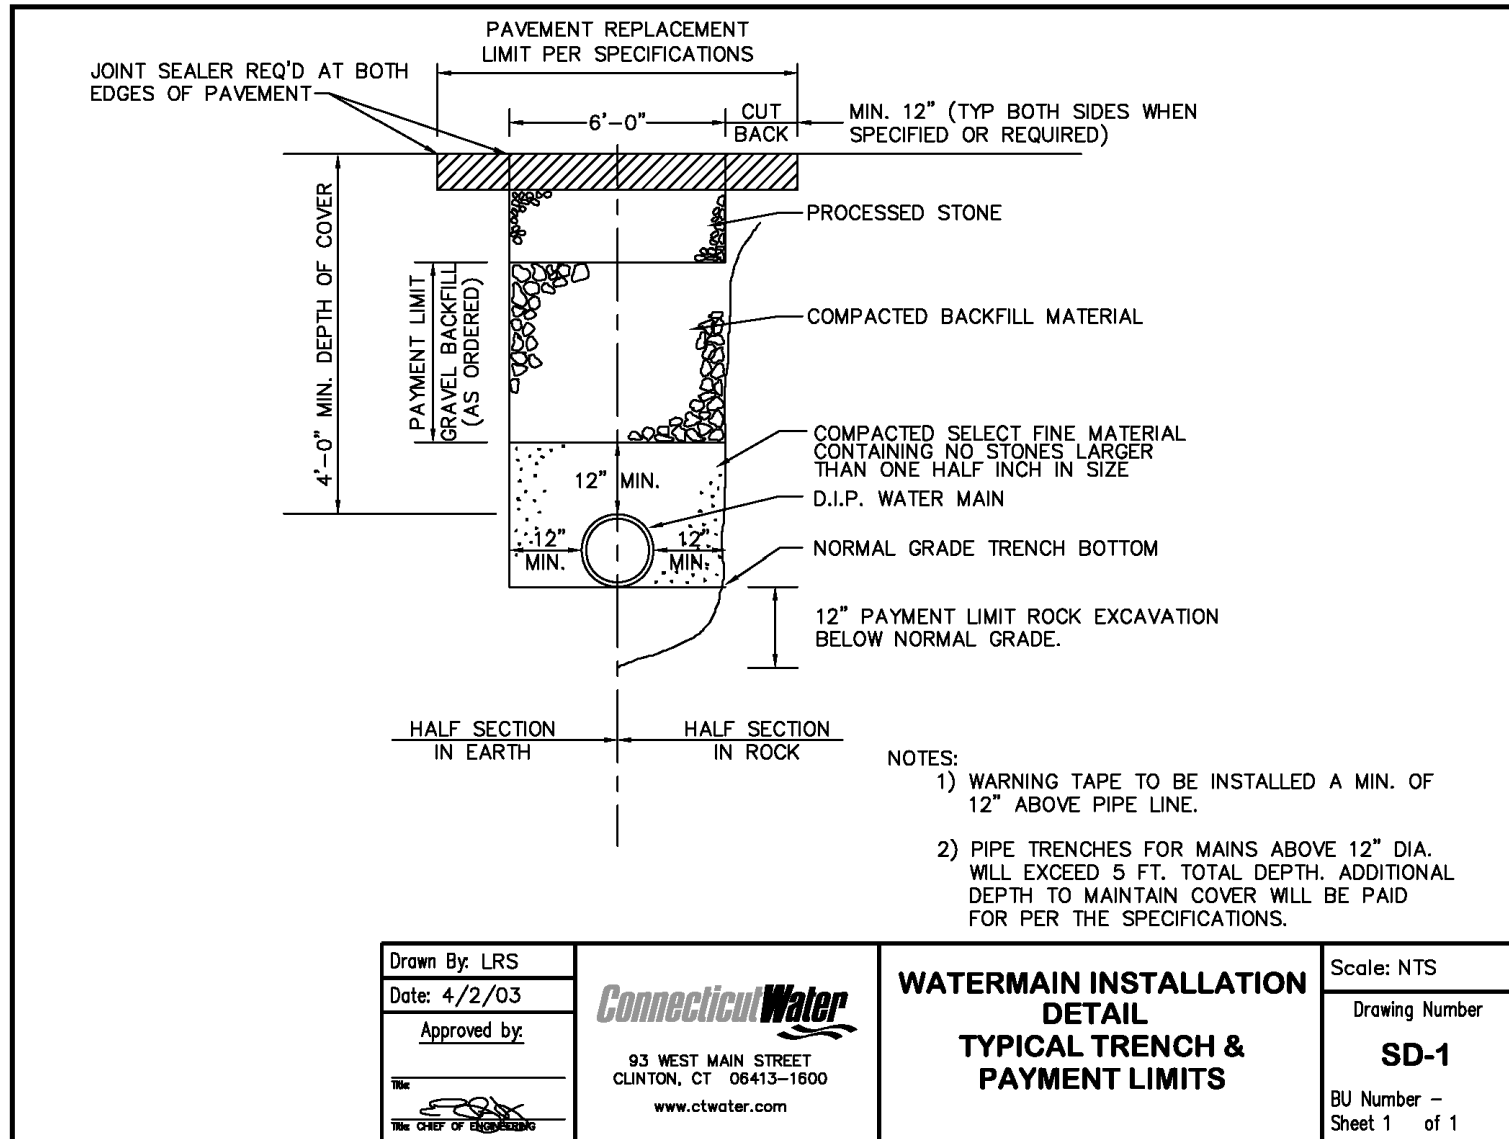 PAVEMENT REPLACEMENT
LIMIT PER SPECIFICATIONS
JOINT SEALER REQ'D AT BOTH
EDGES OF PAVEMENT
6'-0"
CUT
BACK
MIN. 12" (TYP BOTH SIDES WHEN
SPECIFIED OR REQUIRED)
4'-0" MIN. DEPTH OF COVER
PAYMENT LIMIT
GRAVEL BACKFILL
(AS ORDERED)
PROCESSED STONE
COMPACTED BACKFILL MATERIAL
COMPACTED SELECT FINE MATERIAL
CONTAINING NO STONES LARGER
THAN ONE HALF INCH IN SIZE
12" MIN.
D.I.P. WATER MAIN
12"
MIN.
12"
MIN.
NORMAL GRADE TRENCH BOTTOM
12" PAYMENT LIMIT ROCK EXCAVATION
BELOW NORMAL GRADE.
HALF SECTION
IN EARTH
HALF SECTION
IN ROCK
NOTES:
1) WARNING TAPE TO BE INSTALLED A MIN. OF
12" ABOVE PIPE LINE.
2) PIPE TRENCHES FOR MAINS ABOVE 12" DIA.
WILL EXCEED 5 FT. TOTAL DEPTH. ADDITIONAL
DEPTH TO MAINTAIN COVER WILL BE PAID
FOR PER THE SPECIFICATIONS.
Drawn By: LRS
Date: 4/2/03
Approved by:
Title:
Title: CHIEF OF ENGINEERING
ConnecticutWater
93 WEST MAIN STREET
CLINTON, CT 06413-1600
www.ctwater.com
WATERMAIN INSTALLATION
DETAIL
TYPICAL TRENCH &
PAYMENT LIMITS
Scale: NTS
Drawing Number
SD-1
BU Number -
Sheet 1 of 1